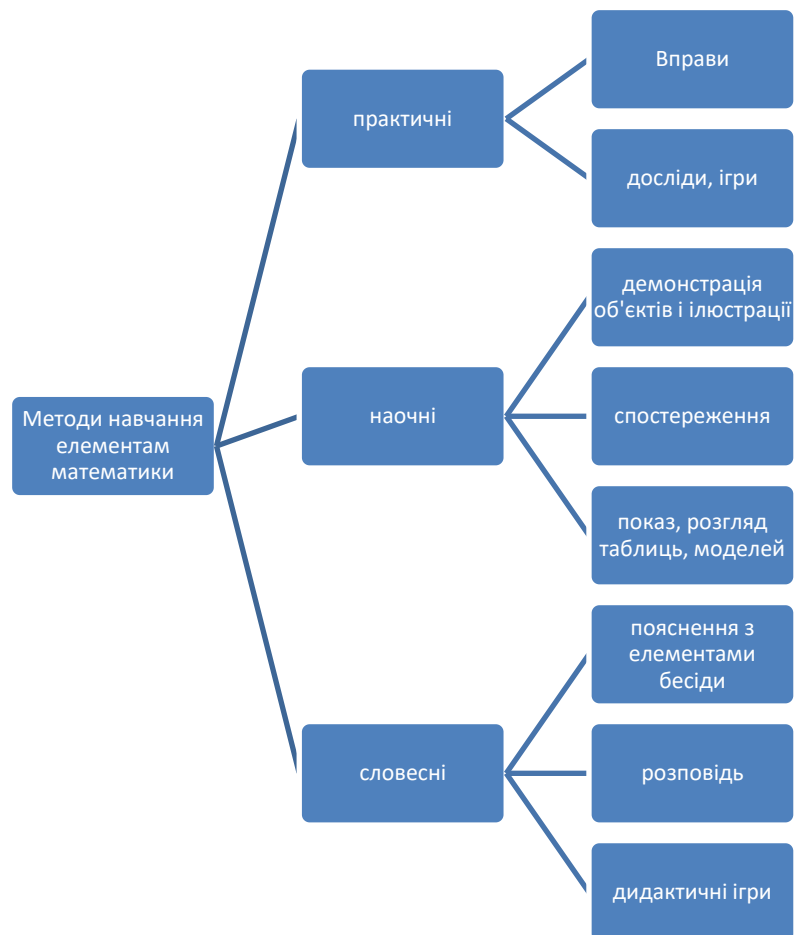 Методи навчання
елементам
математики
практичні
Вправи
досліди, ігри
наочні
демонстрація
об'єктів і ілюстрації
спостереження
показ, розгляд
таблиць, моделей
словесні
пояснення з
елементами
бесіди
розповідь
дидактичні ігри